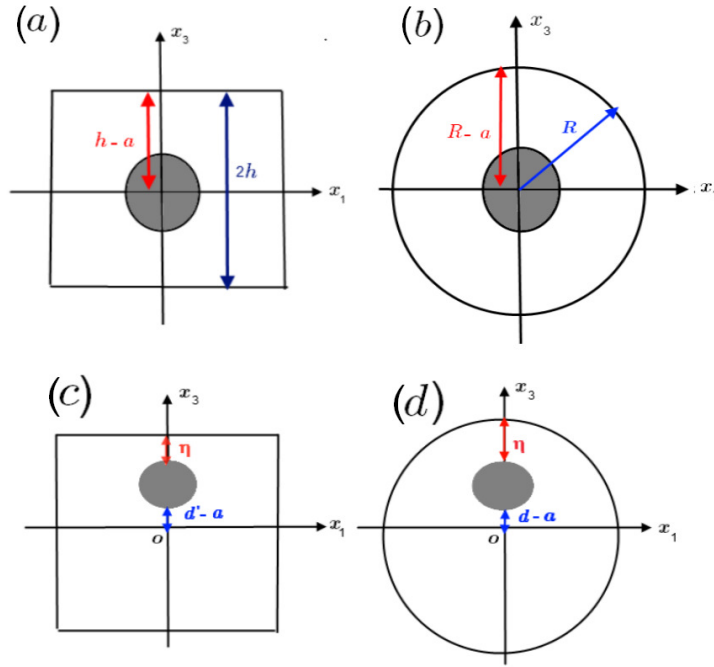 (a)
x₃
h - a
2h
x₁
(b)
x₃
R - a
R
x
(c)
x₃
η
d' - a
o
x₁
(d)
x₃
η
d - a
o
x₁